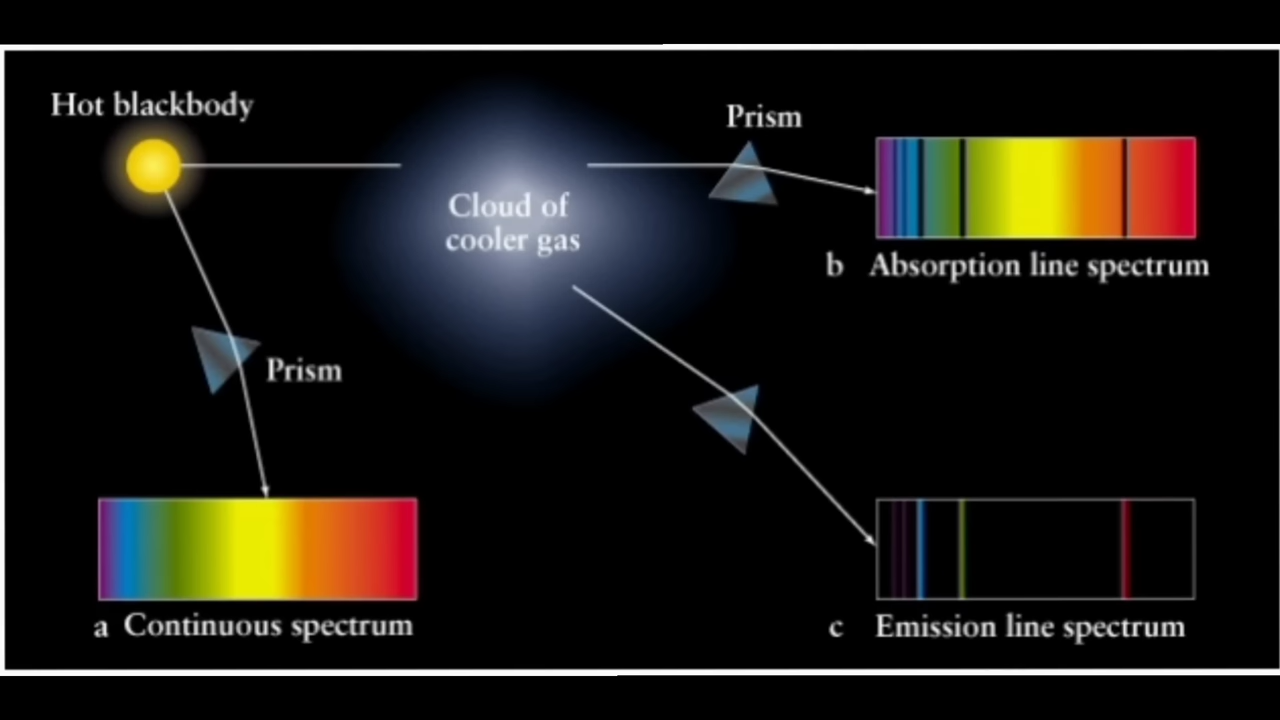 Hot blackbody
Prism
Cloud of
cooler gas
b Absorption line spectrum
Prism
a Continuous spectrum
c Emission line spectrum